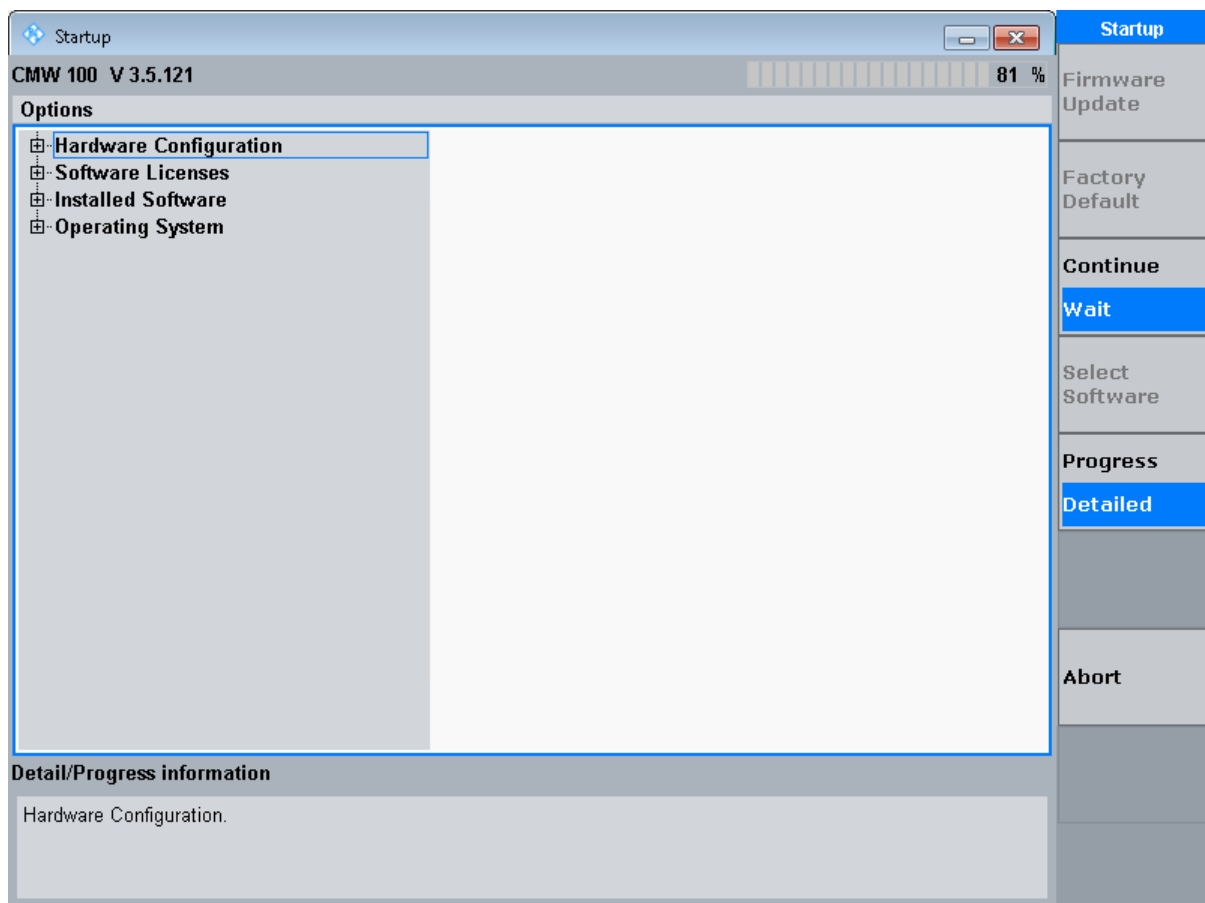 Startup
CMW 100 V 3.5.121
81 %
Options
Hardware Configuration
Software Licenses
Installed Software
Operating System
Detail/Progress information
Hardware Configuration.
Startup
Firmware
Update
Factory
Default
Continue
Wait
Select
Software
Progress
Detailed
Abort